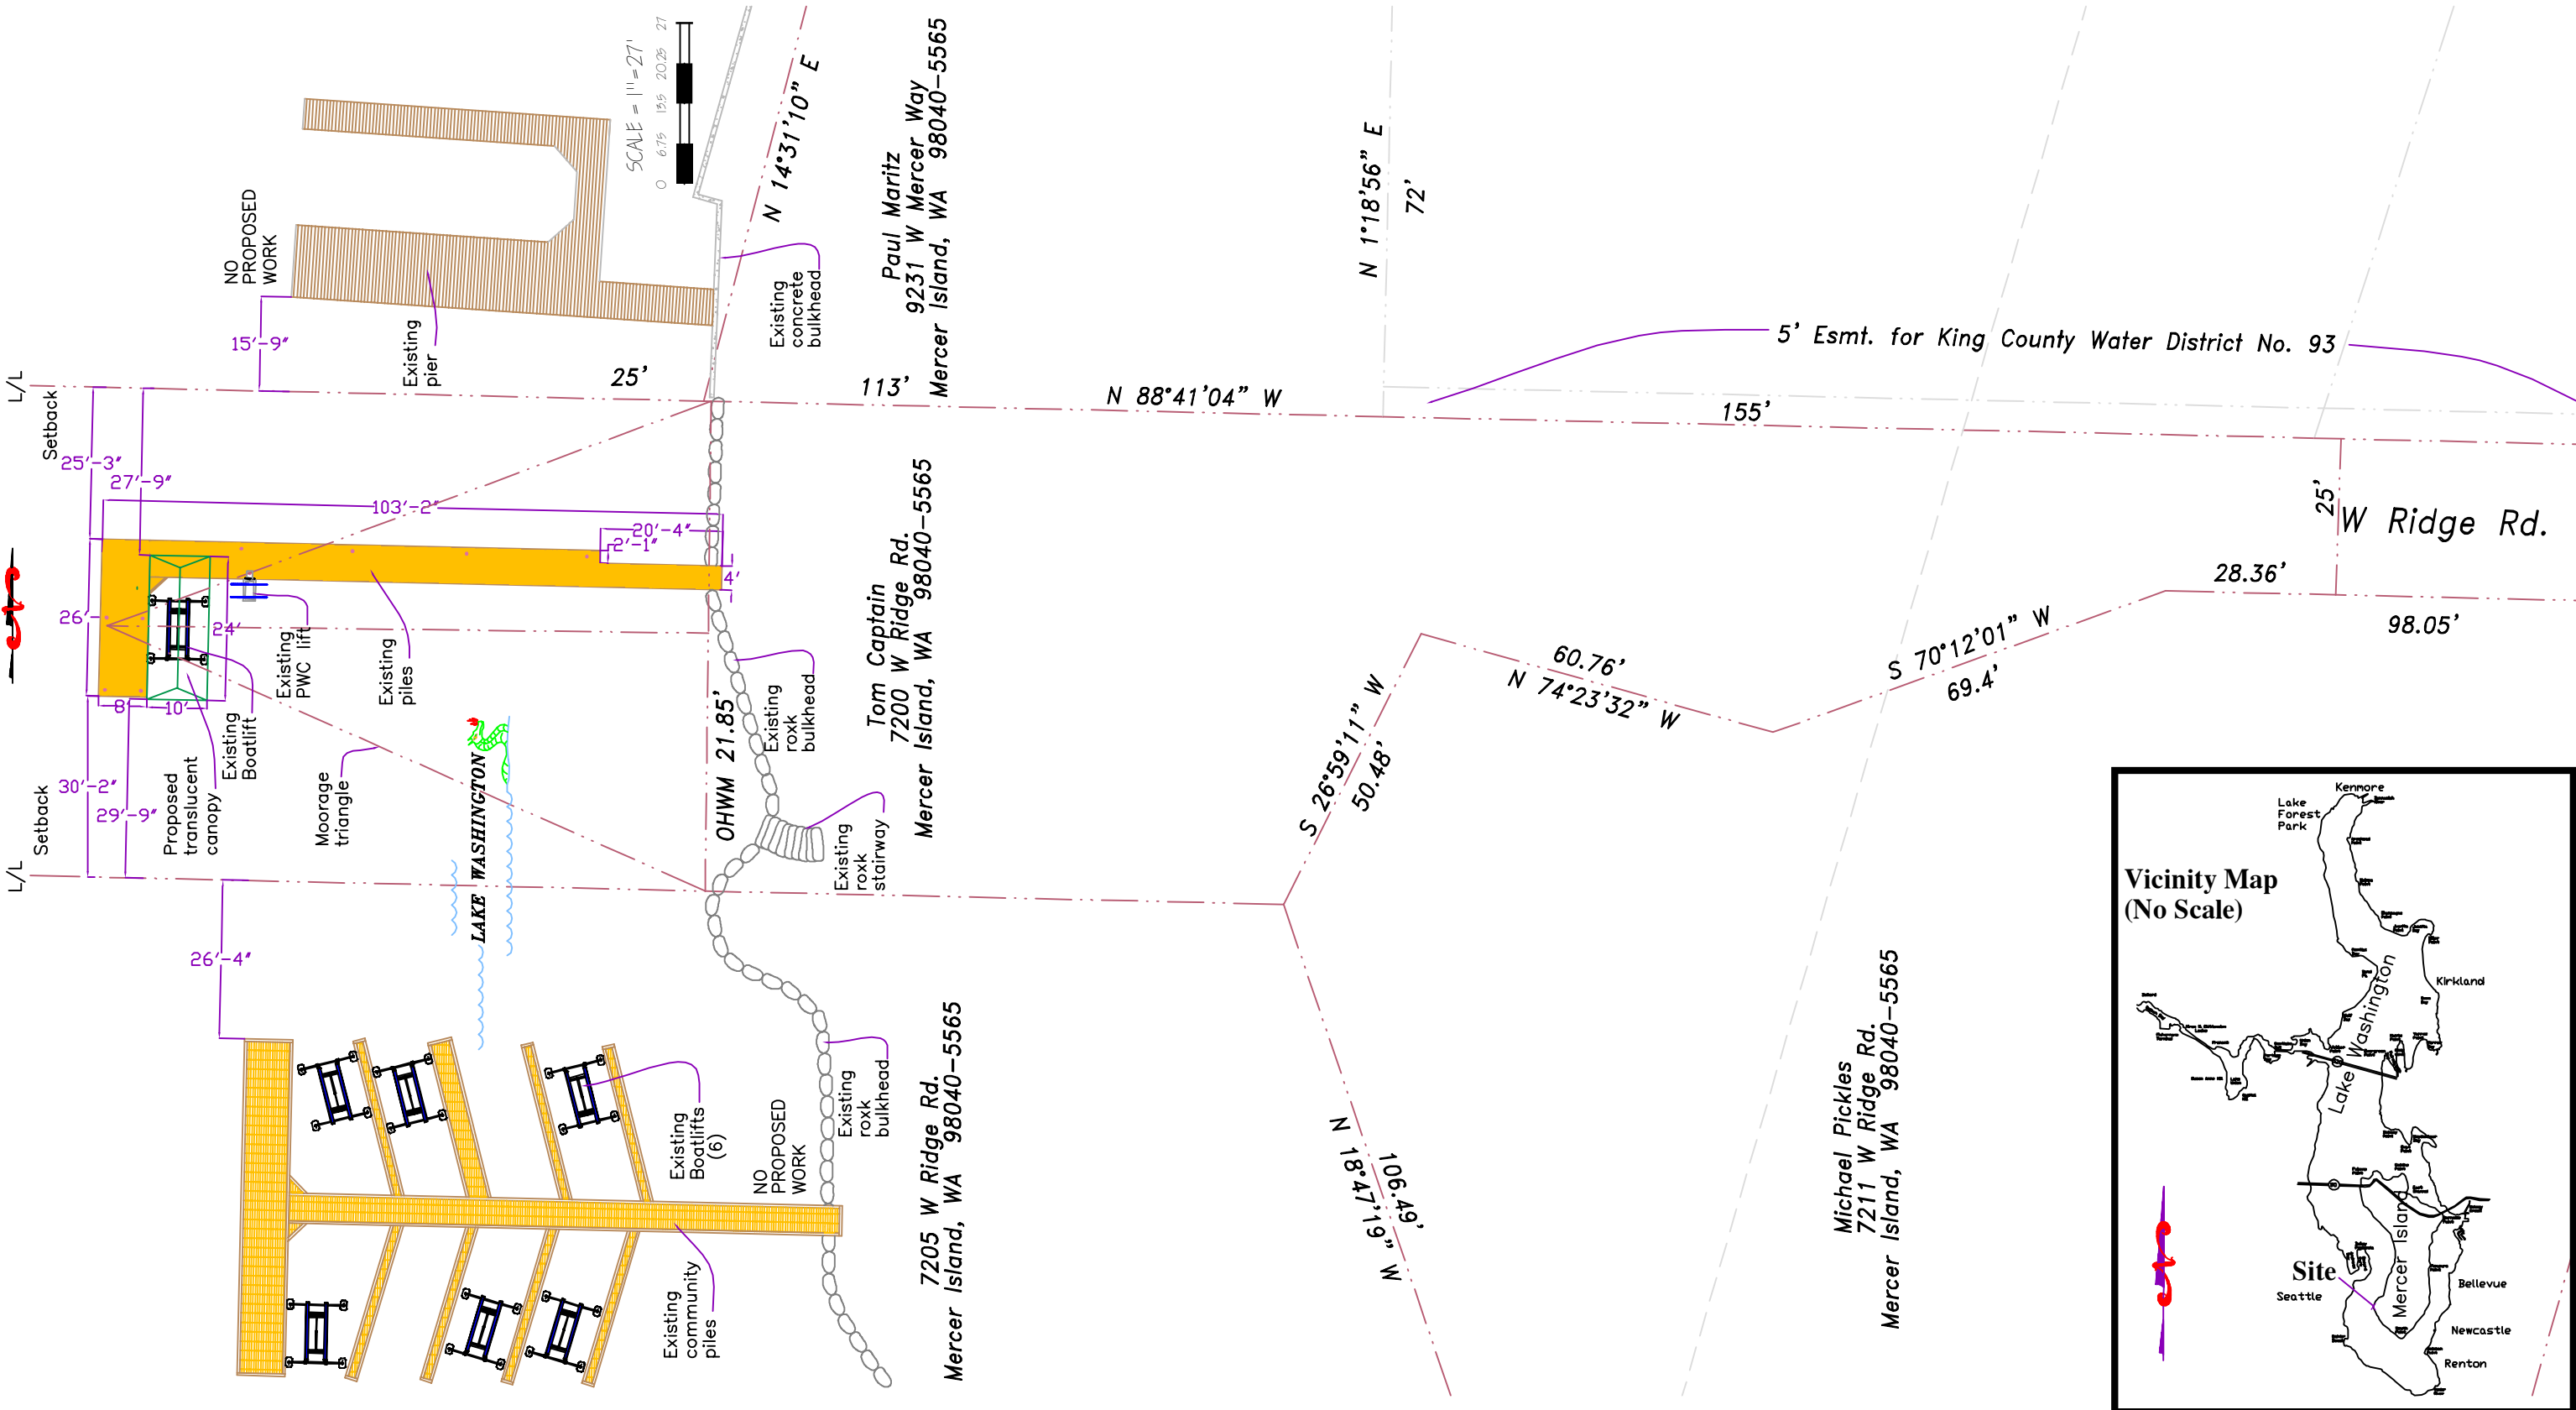 SCALE = 1"=27'
0 6.75 13.5 20.25 27
N 14°31'10" E
NO
PROPOSED
WORK
15'-9"
Existing
pier
Existing
concrete
bulkhead
Paul Maritz
9231 W Mercer Way
Mercer Island, WA 98040-5565
N 1°18'56" E
72'
5' Esmt. for King County Water District No. 93
L/L
Setback
25'
113'
N 88°41'04" W
155'
25'-3"
27'-9"
103'-2"
20'-4"
2'-1"
4'
26'
24'
8'
10'
Existing
PWC lift
Existing
piles
Existing
Boatlift
Proposed
translucent
canopy
Moorage
triangle
30'-2"
29'-9"
Setback
L/L
LAKE WASHINGTON
OHWM 21.85'
Existing
roxk
bulkhead
Existing
roxk
stairway
Tom Captain
7200 W Ridge Rd.
Mercer Island, WA 98040-5565
25'
W Ridge Rd.
28.36'
98.05'
S 70°12'01" W
69.4'
60.76'
N 74°23'32" W
S 26°59'11" W
50.48'
26'-4"
Existing
Boatlifts
(6)
NO
PROPOSED
WORK
Existing
roxk
bulkhead
Existing
community
piles
7205 W Ridge Rd.
Mercer Island, WA 98040-5565
N 18°47'19" W
106.49'
Michael Pickles
7211 W Ridge Rd.
Mercer Island, WA 98040-5565
Vicinity Map
(No Scale)
Kenmore
Lake
Forest
Park
Kirkland
Lake Washington
Mercer Island
Site
Seattle
Bellevue
Newcastle
Renton